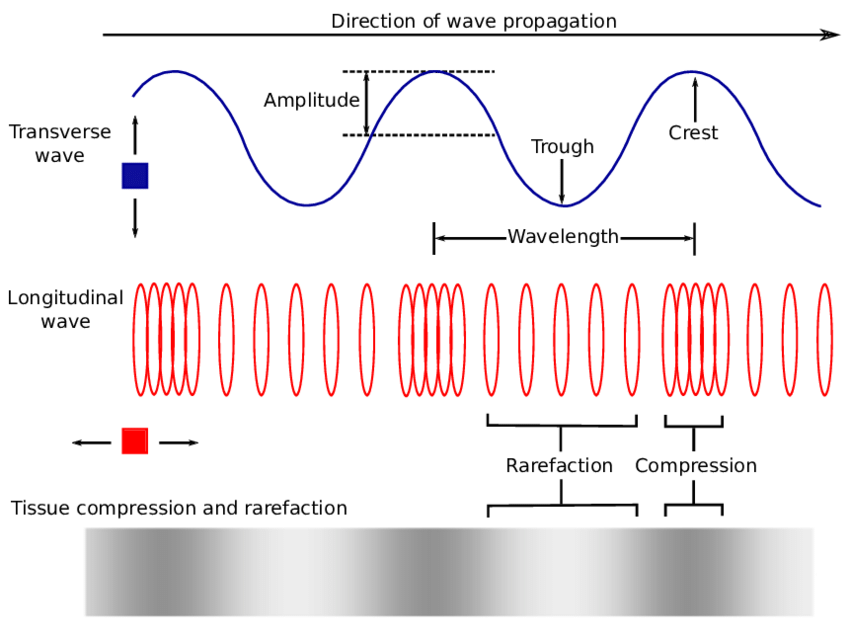 Direction of wave propagation
Amplitude
Transverse
wave
Trough
Crest
Wavelength
Longitudinal
wave
Rarefaction
Compression
Tissue compression and rarefaction